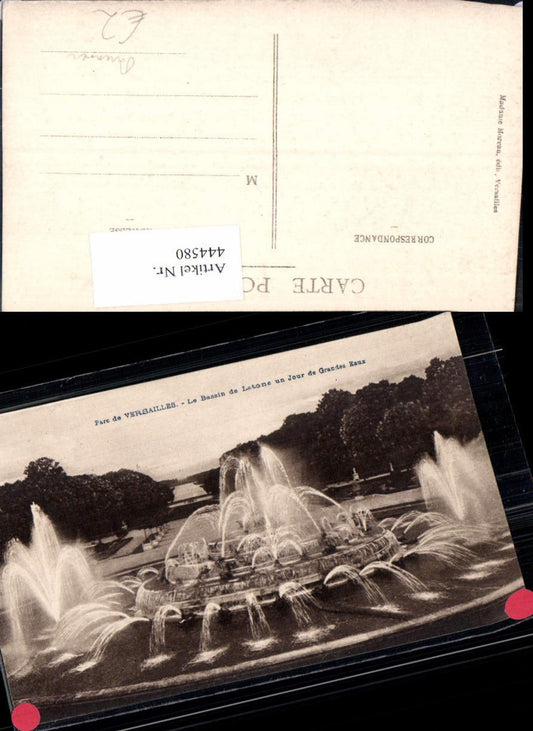 CARTE PO
CORRESPONDANCE
M
Madame Moreau, édit., Versailles
£2
Artikel Nr.
444580
Parc de VERSAILLES. - Le Bassin de Latone un Jour de Grandes Eaux